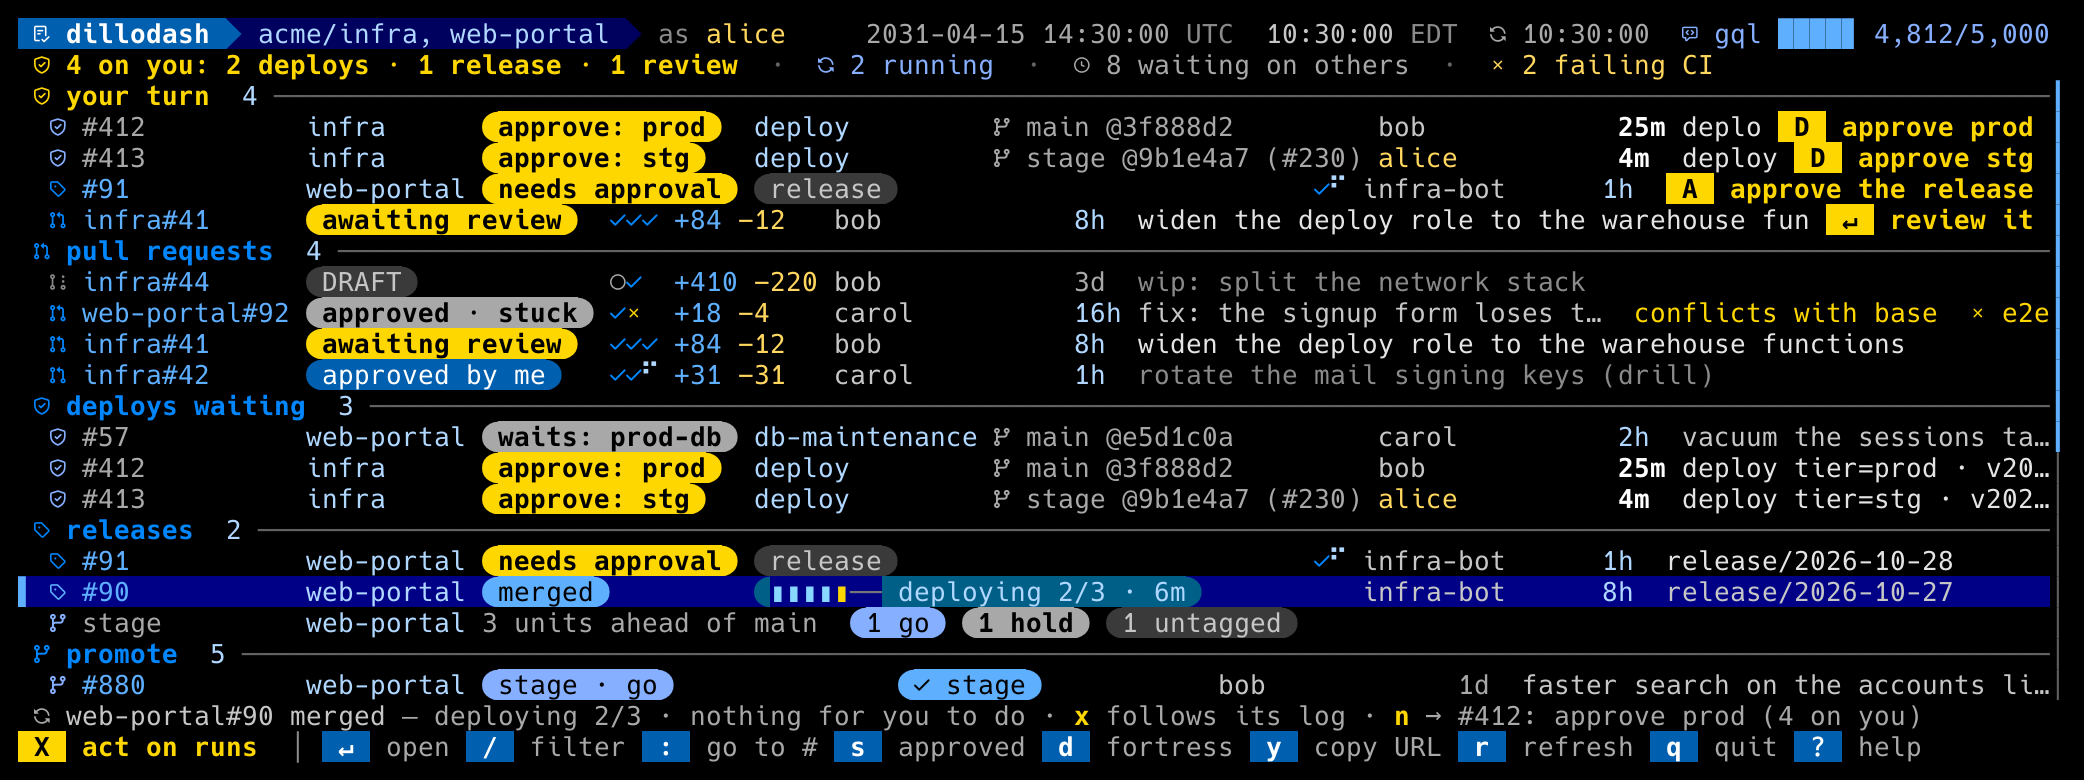 dillodash acme/infra, web-portal as alice 2031-04-15 14:30:00 UTC 10:30:00 EDT 10:30:00 gql 4,812/5,000
4 on you: 2 deploys · 1 release · 1 review · 2 running · 8 waiting on others · × 2 failing CI
your turn 4
#412 infra approve: prod deploy main @3f888d2 bob 25m deplo D approve prod
#413 infra approve: stg deploy stage @9b1e4a7 (#230) alice 4m deploy D approve stg
#91 web-portal needs approval release ✓ infra-bot 1h A approve the release
infra#41 awaiting review ✓✓✓ +84 −12 bob 8h widen the deploy role to the warehouse fun ↵ review it
pull requests 4
infra#44 DRAFT ○✓ +410 −220 bob 3d wip: split the network stack
web-portal#92 approved · stuck ✓× +18 −4 carol 16h fix: the signup form loses t… conflicts with base × e2e
infra#41 awaiting review ✓✓✓ +84 −12 bob 8h widen the deploy role to the warehouse functions
infra#42 approved by me ✓✓ +31 −31 carol 1h rotate the mail signing keys (drill)
deploys waiting 3
#57 web-portal waits: prod-db db-maintenance main @e5d1c0a carol 2h vacuum the sessions ta…
#412 infra approve: prod deploy main @3f888d2 bob 25m deploy tier=prod · v20…
#413 infra approve: stg deploy stage @9b1e4a7 (#230) alice 4m deploy tier=stg · v202…
releases 2
#91 web-portal needs approval release ✓ infra-bot 1h release/2026-10-28
#90 web-portal merged deploying 2/3 · 6m infra-bot 8h release/2026-10-27
stage web-portal 3 units ahead of main 1 go 1 hold 1 untagged
promote 5
#880 web-portal stage · go ✓ stage bob 1d faster search on the accounts li…
web-portal#90 merged — deploying 2/3 · nothing for you to do · x follows its log · n → #412: approve prod (4 on you)
X act on runs │ ↵ open / filter : go to # s approved d fortress y copy URL r refresh q quit ? help